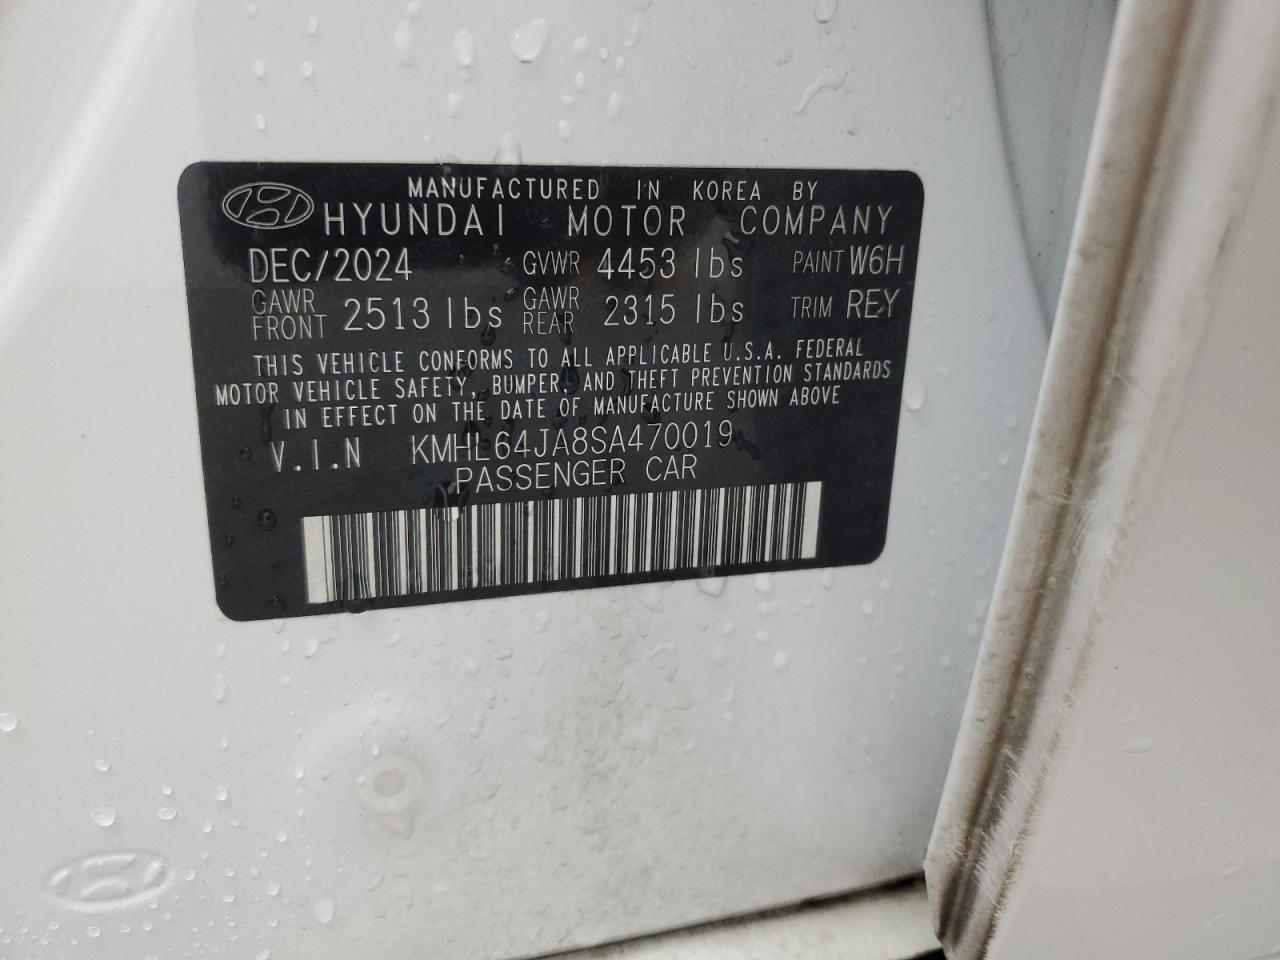 MANUFACTURED IN KOREA BY
HYUNDAI MOTOR COMPANY
DEC/2024 GVWR 4453 lbs PAINT W6H
GAWR FRONT 2513 lbs GAWR REAR 2315 lbs TRIM REY
THIS VEHICLE CONFORMS TO ALL APPLICABLE U.S.A. FEDERAL
MOTOR VEHICLE SAFETY, BUMPER, AND THEFT PREVENTION STANDARDS
IN EFFECT ON THE DATE OF MANUFACTURE SHOWN ABOVE
V.I.N KMHL64JA8SA470019
PASSENGER CAR